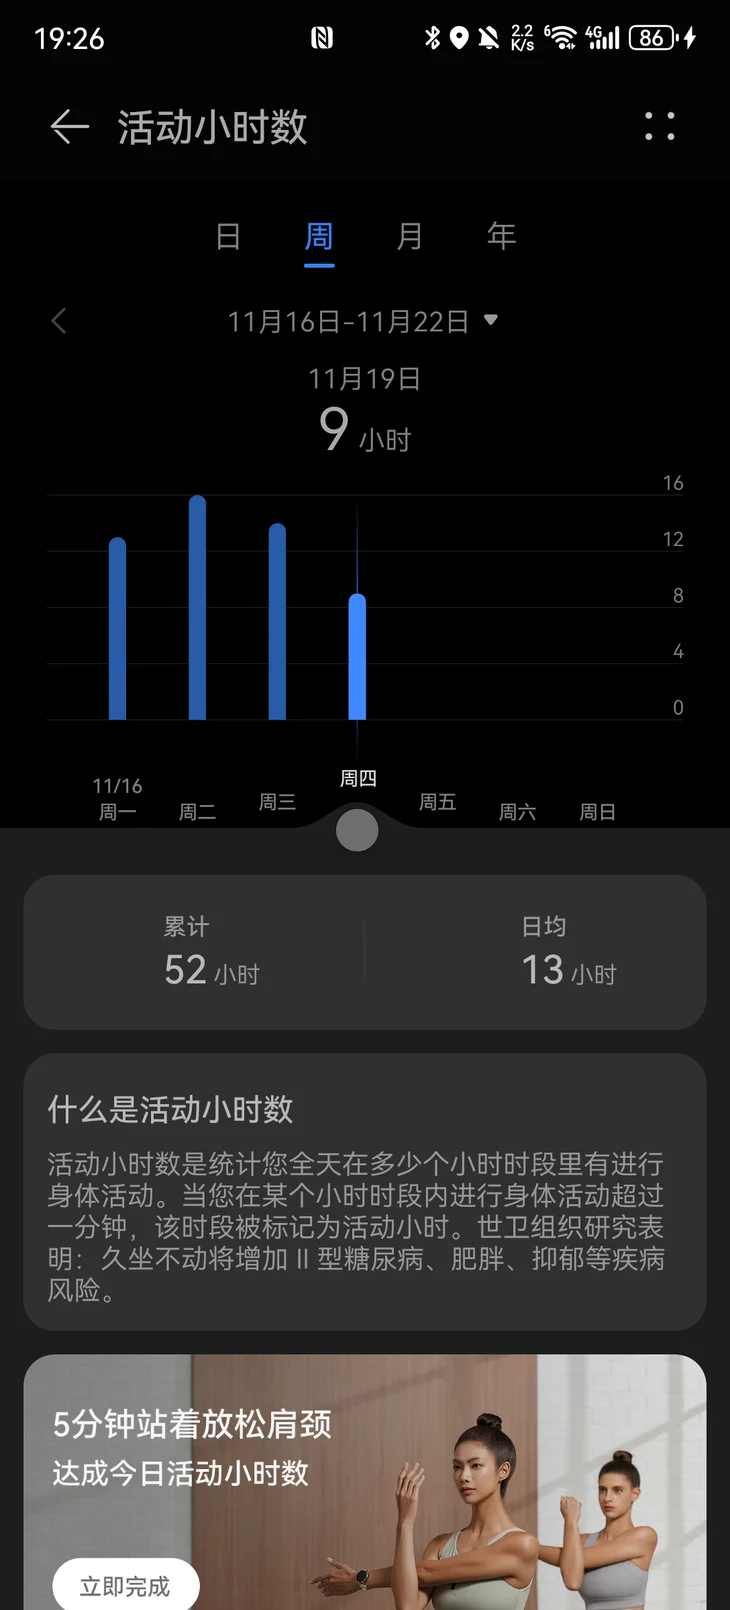 19:26
2.2
K/s
6
4G
86
活动小时数
日 周 月 年
11月16日-11月22日
11月19日
9 小时
16
12
8
4
0
11/16
周一 周二 周三 周四 周五 周六 周日
累计 日均
52 小时 13 小时
什么是活动小时数
活动小时数是统计您全天在多少个小时时段里有进行
身体活动。当您在某个小时时段内进行身体活动超过
一分钟，该时段被标记为活动小时。世卫组织研究表
明：久坐不动将增加 II 型糖尿病、肥胖、抑郁等疾病
风险。
5分钟站着放松肩颈
达成今日活动小时数
立即完成